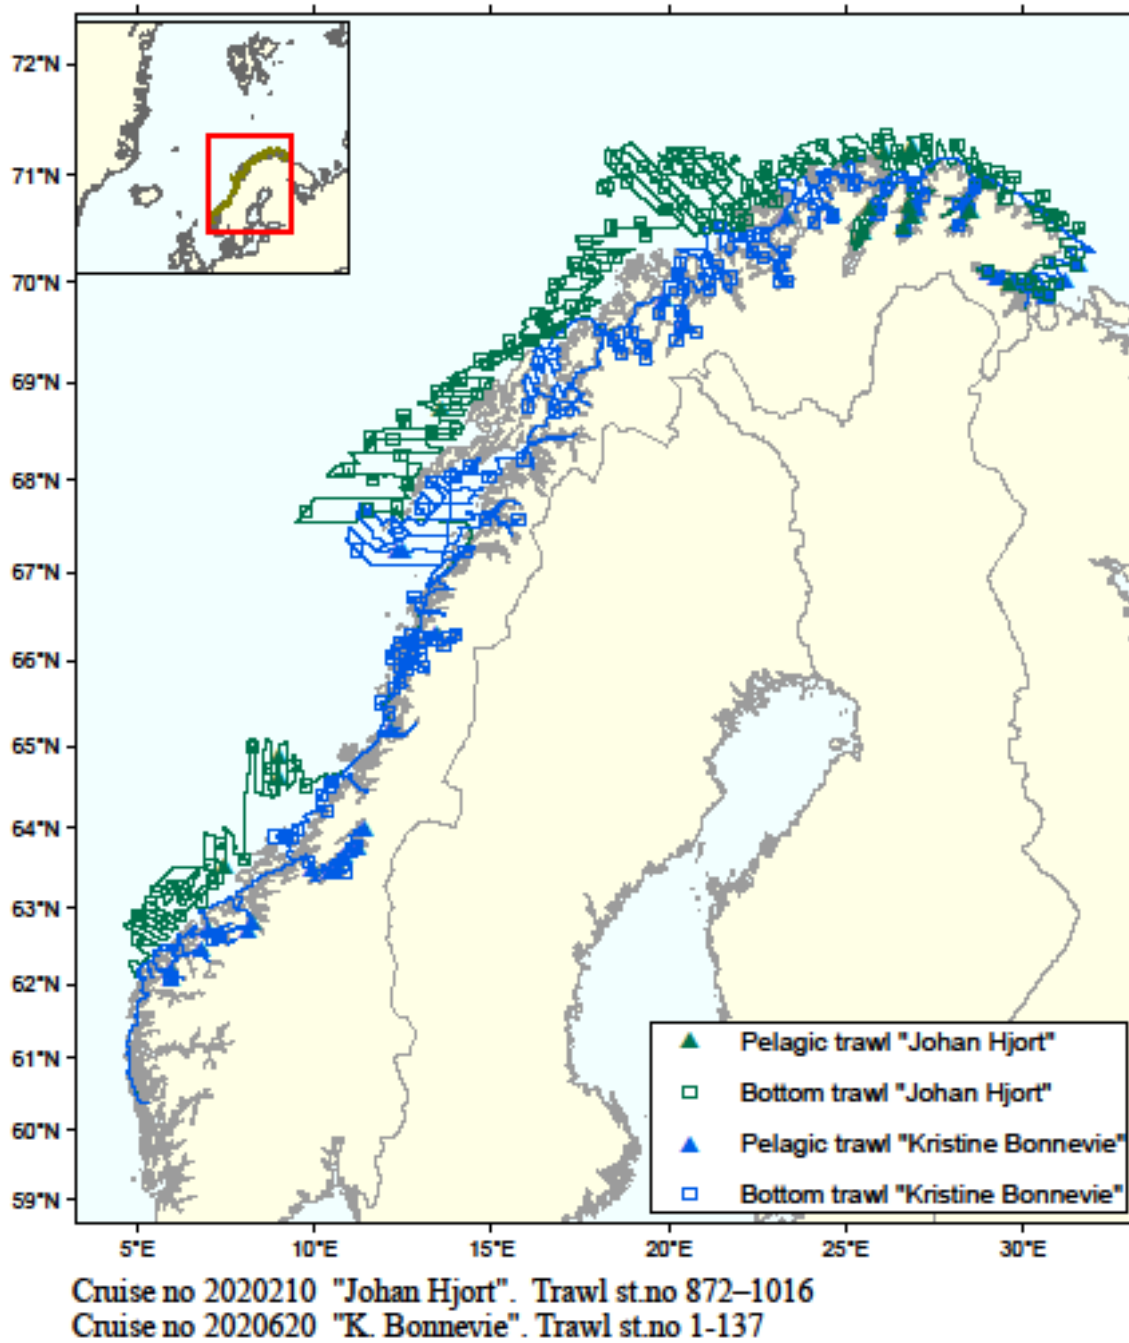 72°N
71°N
70°N
69°N
68°N
67°N
66°N
65°N
64°N
63°N
62°N
61°N
60°N
59°N
Pelagic trawl "Johan Hjort"
Bottom trawl "Johan Hjort"
Pelagic trawl "Kristine Bonnevie"
Bottom trawl "Kristine Bonnevie"
5°E 10°E 15°E 20°E 25°E 30°E
Cruise no 2020210 "Johan Hjort". Trawl st.no 872–1016
Cruise no 2020620 "K. Bonnevie". Trawl st.no 1-137